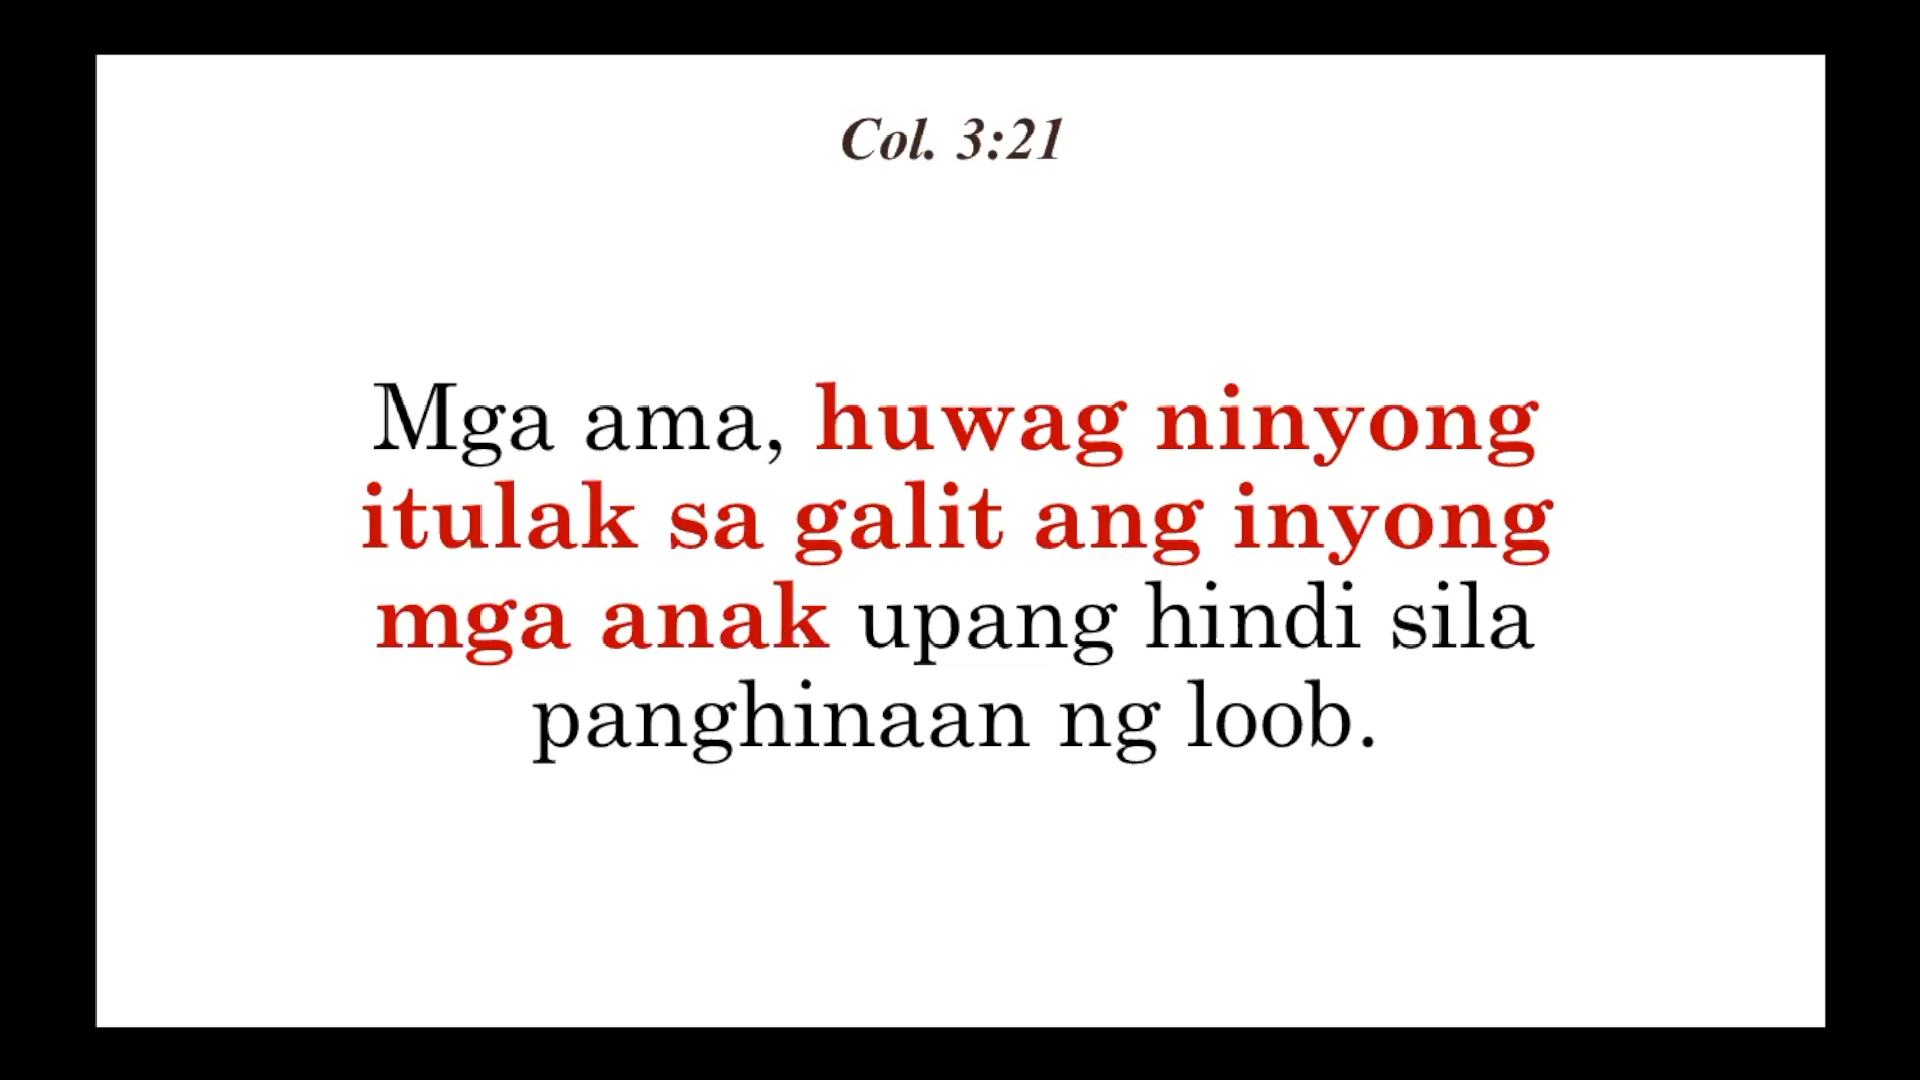 Col. 3:21
Mga ama, huwag ninyong
itulak sa galit ang inyong
mga anak upang hindi sila
panghinaan ng loob.